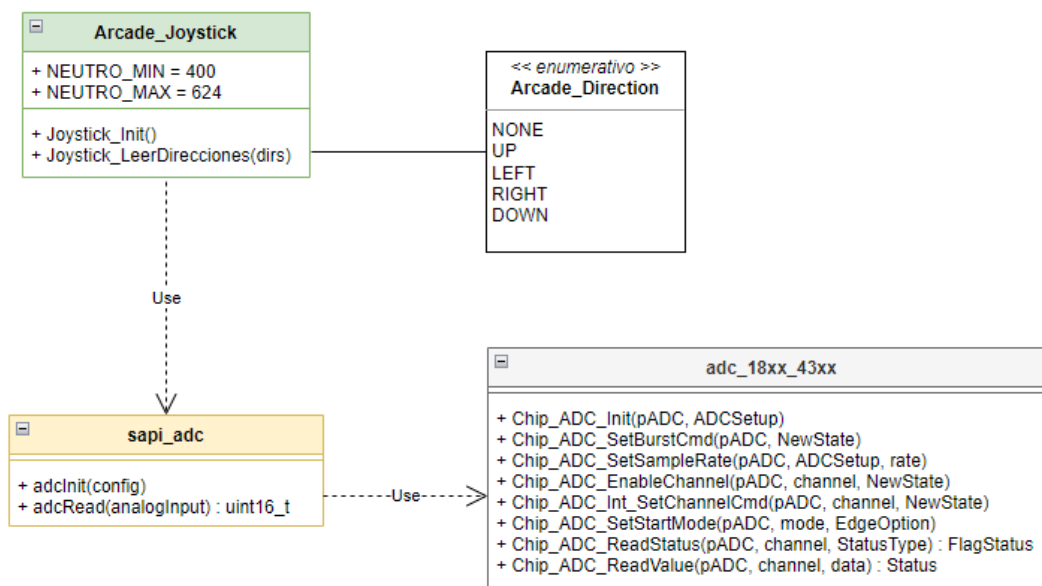 Arcade_Joystick
+ NEUTRO_MIN = 400
+ NEUTRO_MAX = 624
+ Joystick_Init()
+ Joystick_LeerDirecciones(dirs)
<< enumerativo >>
Arcade_Direction
NONE
UP
LEFT
RIGHT
DOWN
Use
sapi_adc
+ adcInit(config)
+ adcRead(analogInput) : uint16_t
Use
adc_18xx_43xx
+ Chip_ADC_Init(pADC, ADCSetup)
+ Chip_ADC_SetBurstCmd(pADC, NewState)
+ Chip_ADC_SetSampleRate(pADC, ADCSetup, rate)
+ Chip_ADC_EnableChannel(pADC, channel, NewState)
+ Chip_ADC_Int_SetChannelCmd(pADC, channel, NewState)
+ Chip_ADC_SetStartMode(pADC, mode, EdgeOption)
+ Chip_ADC_ReadStatus(pADC, channel, StatusType) : FlagStatus
+ Chip_ADC_ReadValue(pADC, channel, data) : Status